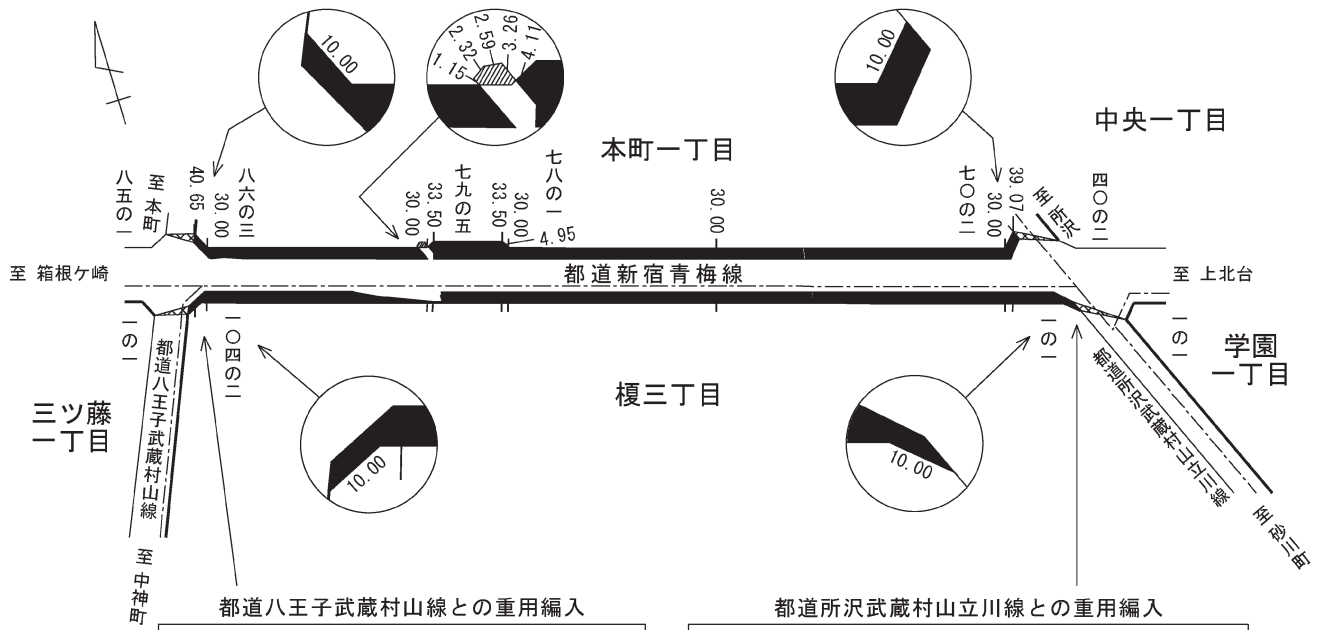 10.00
1.15
2.32
2.59
3.26
4.11
10.00
中央一丁目
本町一丁目
八五の一
至 本町
40.65
30.00
八六の三
30.00
33.50
七九の五
33.50
30.00
七八の一
4.95
30.00
七〇の二
30.00
39.07
至 所沢
四〇の二
至 箱根ケ崎
都道新宿青梅線
至 上北台
一の一
都道八王子武蔵村山線
一〇四の二
一の一
都道所沢武蔵村山立川線
一の一
学園
一丁目
三ツ藤
一丁目
榎三丁目
10.00
10.00
至 中神町
至 砂川町
都道八王子武蔵村山線との重用編入
都道所沢武蔵村山立川線との重用編入